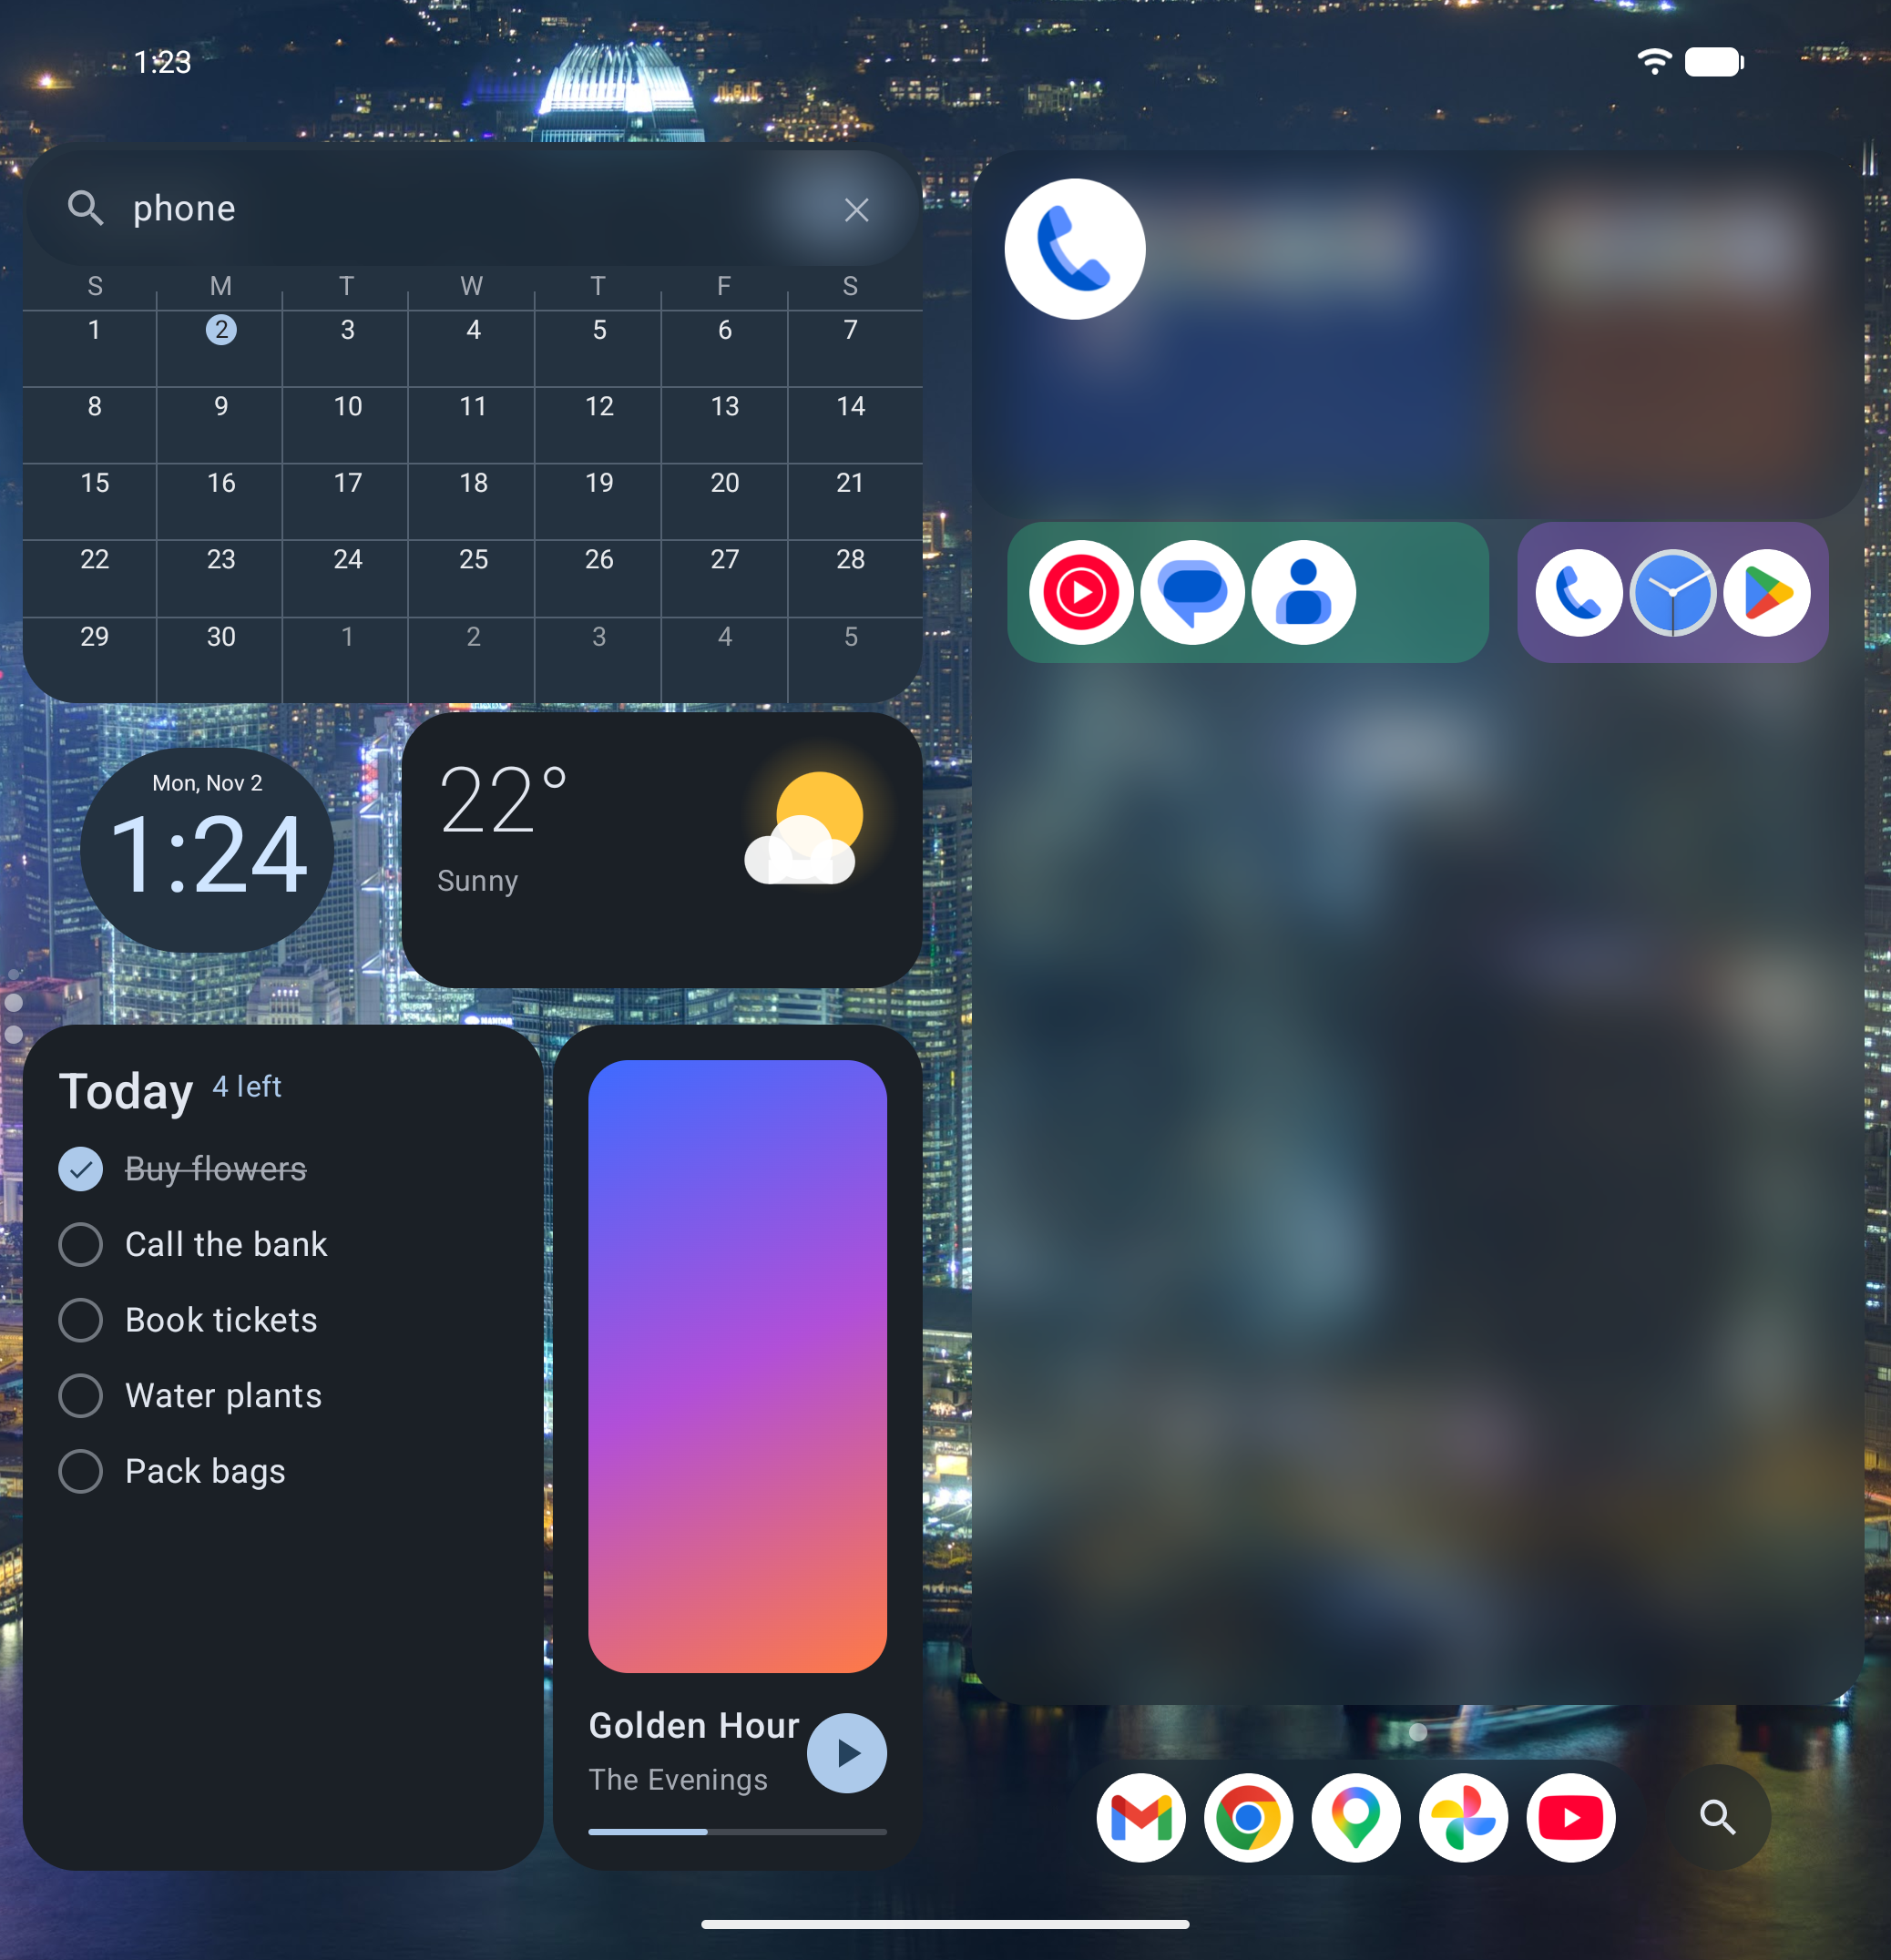 1:23
phone
S M T W T F S
1 2 3 4 5 6 7
8 9 10 11 12 13 14
15 16 17 18 19 20 21
22 23 24 25 26 27 28
29 30 1 2 3 4 5
Mon, Nov 2
1:24
22°
Sunny
Today 4 left
Buy flowers
Call the bank
Book tickets
Water plants
Pack bags
Golden Hour
The Evenings